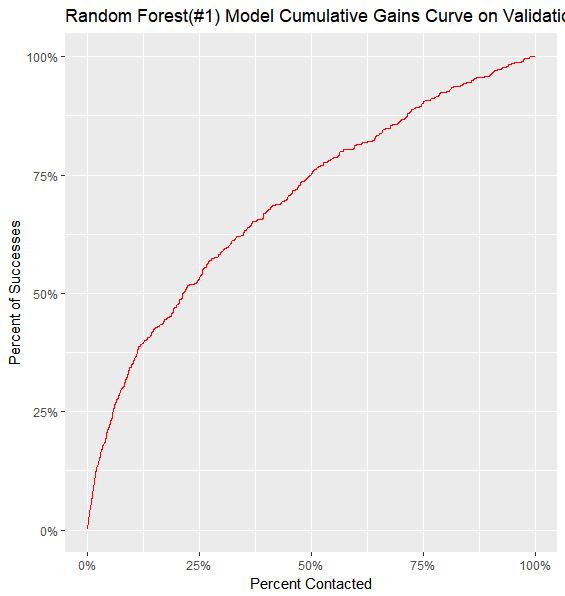 Random Forest(#1) Model Cumulative Gains Curve on Validatio
100%
75%
50%
25%
0%
Percent of Successes
0% 25% 50% 75% 100%
Percent Contacted